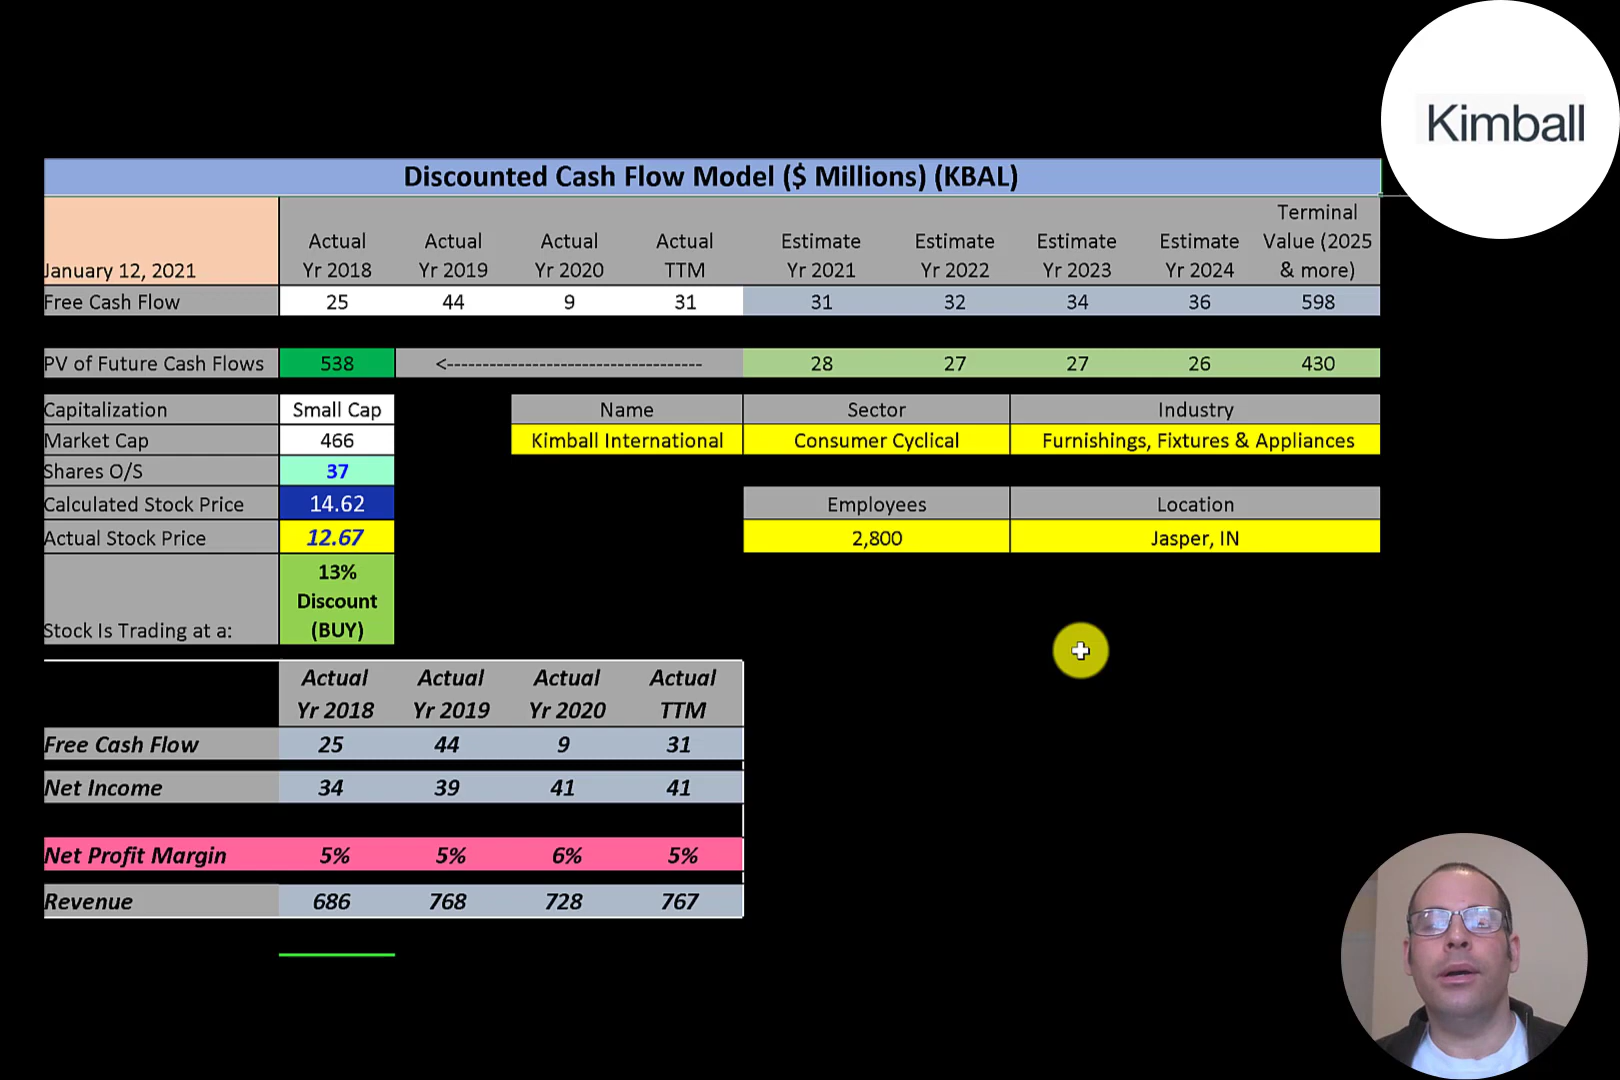 Kimball
Discounted Cash Flow Model ($ Millions) (KBAL)
January 12, 2021
Actual Yr 2018
Actual Yr 2019
Actual Yr 2020
Actual TTM
Estimate Yr 2021
Estimate Yr 2022
Estimate Yr 2023
Estimate Yr 2024
Terminal Value (2025 & more)
Free Cash Flow 25 44 9 31 31 32 34 36 598
PV of Future Cash Flows 538 <----------------------------------- 28 27 27 26 430
Capitalization Small Cap
Market Cap 466
Shares O/S 37
Calculated Stock Price 14.62
Actual Stock Price 12.67
Stock Is Trading at a: 13% Discount (BUY)
Name Sector Industry
Kimball International Consumer Cyclical Furnishings, Fixtures & Appliances
Employees Location
2,800 Jasper, IN
Actual Yr 2018
Actual Yr 2019
Actual Yr 2020
Actual TTM
Free Cash Flow 25 44 9 31
Net Income 34 39 41 41
Net Profit Margin 5% 5% 6% 5%
Revenue 686 768 728 767